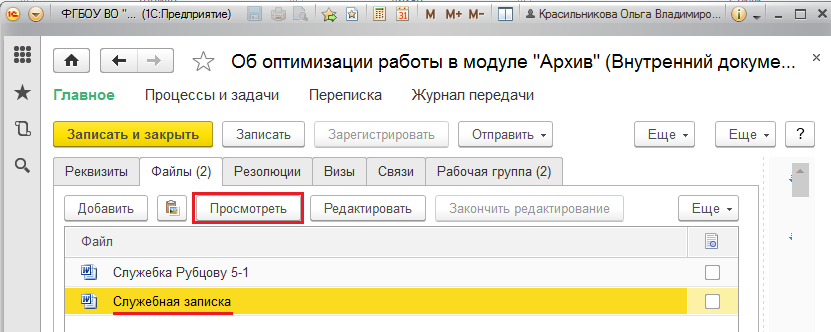 ФГБОУ ВО "... (1С:Предприятие) M M+ M- Красильникова Ольга Владимиро...
Об оптимизации работы в модуле "Архив" (Внутренний докуме...
Главное Процессы и задачи Переписка Журнал передачи
Записать и закрыть Записать Зарегистрировать Отправить Еще Еще ?
Реквизиты Файлы (2) Резолюции Визы Связи Рабочая группа (2)
Добавить Просмотреть Редактировать Закончить редактирование Еще
Файл
Служебка Рубцову 5-1
Служебная записка